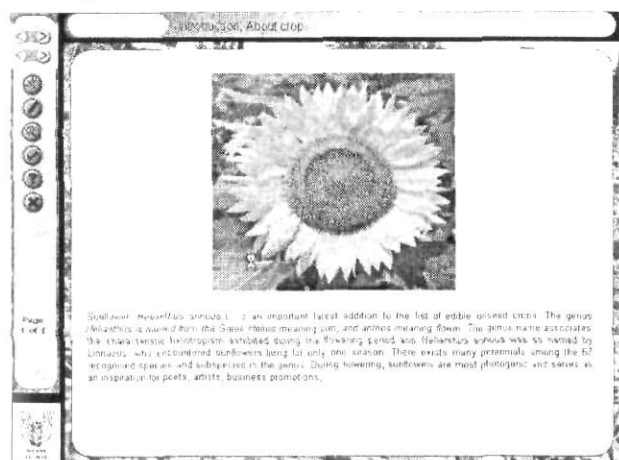 Introduction, About crop
Sunflower, Helianthus annuus L. is an important latest addition to the list of edible oilseed crops. The genus
Helianthus is named from the Greek Helios meaning sun, and anthos meaning flower. The genus name associates
the characteristic heliotropism exhibited during the flowering period and Helianthus annuus was so named by
Linnaeus, who encountered sunflowers living for only one season. There exists many perennials among the 67
recognised species and subspecies in the genus. During flowering, sunflowers are most photogenic and serves as
an inspiration for poets, artists, business promotions,
Page
1 of 1